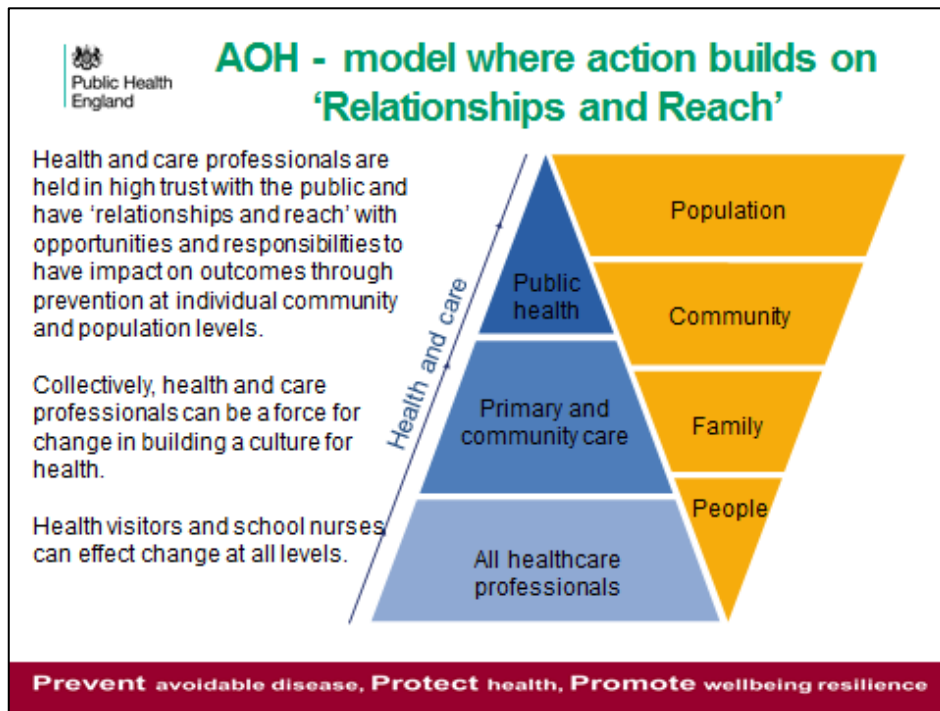 Public Health
England
AOH - model where action builds on
‘Relationships and Reach’
Health and care professionals are
held in high trust with the public and
have ‘relationships and reach’ with
opportunities and responsibilities to
have impact on outcomes through
prevention at individual community
and population levels.
Collectively, health and care
professionals can be a force for
change in building a culture for
health.
Health visitors and school nurses
can effect change at all levels.
Health and care
Public
health
Primary and
community care
All healthcare
professionals
Population
Community
Family
People
Prevent avoidable disease, Protect health, Promote wellbeing resilience